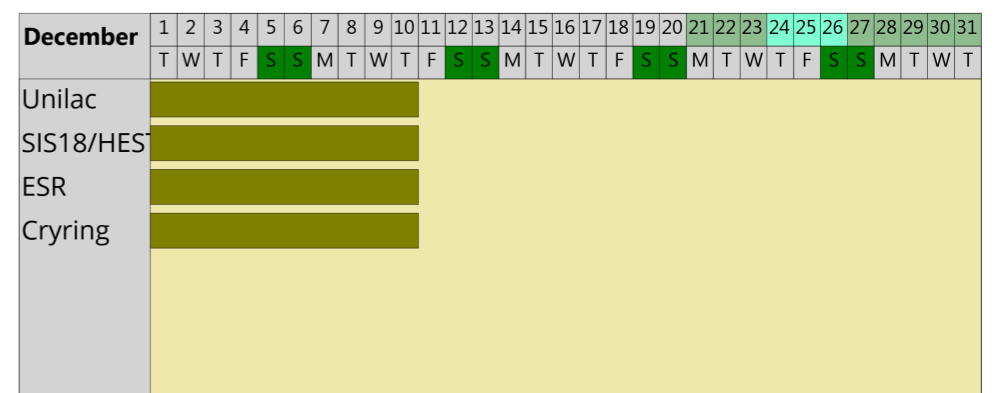 December 1 2 3 4 5 6 7 8 9 10 11 12 13 14 15 16 17 18 19 20 21 22 23 24 25 26 27 28 29 30 31
T W T F S S M T W T F S S M T W T F S S M T W T F S S M T W T
Unilac
SIS18/HEST
ESR
Cryring